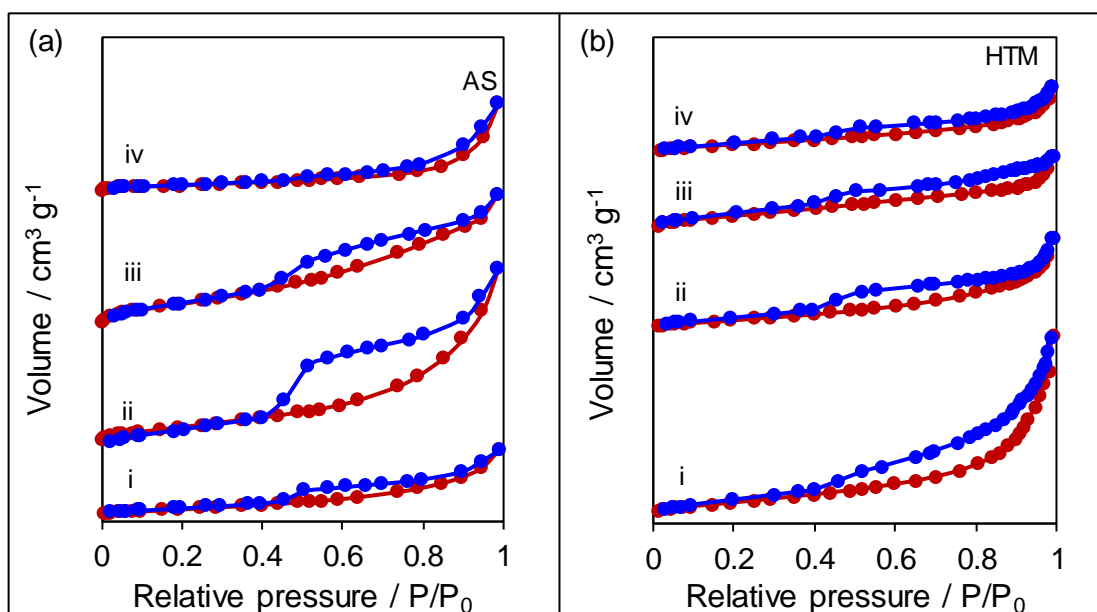 (a)
AS
iv
iii
ii
i
Volume / cm³ g⁻¹
0 0.2 0.4 0.6 0.8 1
Relative pressure / P/P₀
(b)
HTM
iv
iii
ii
i
Volume / cm³ g⁻¹
0 0.2 0.4 0.6 0.8 1
Relative pressure / P/P₀